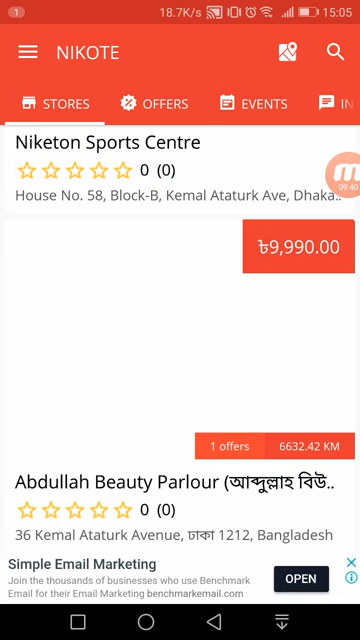 1
18.7K/s
15:05
NIKOTE
STORES
OFFERS
EVENTS
IN
09:40
Niketon Sports Centre
0 (0)
House No. 58, Block-B, Kemal Ataturk Ave, Dhaka..
৳9,990.00
1 offers
6632.42 KM
Abdullah Beauty Parlour (আব্দুল্লাহ বিউ..
0 (0)
36 Kemal Ataturk Avenue, ঢাকা 1212, Bangladesh
Simple Email Marketing
Join the thousands of businesses who use Benchmark
Email for their Email Marketing benchmarkemail.com
OPEN